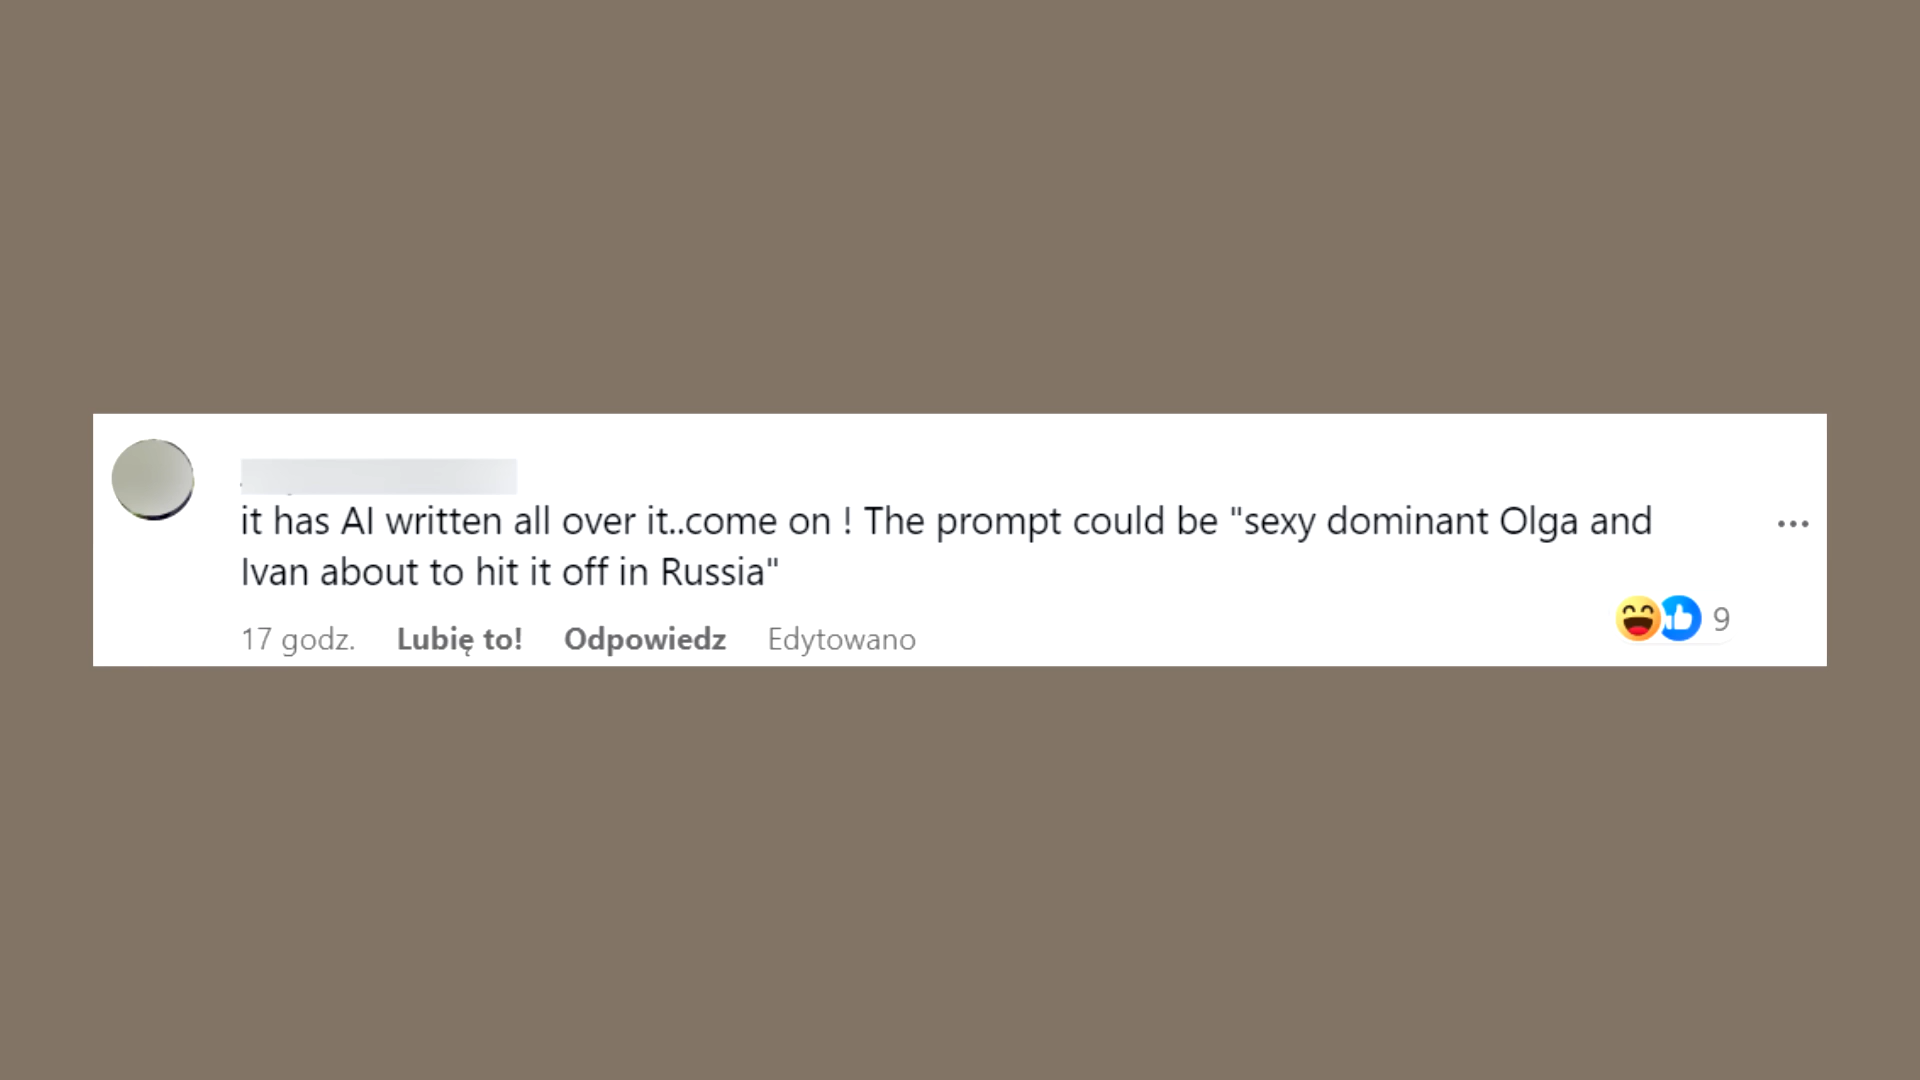 it has AI written all over it..come on ! The prompt could be "sexy dominant Olga and
Ivan about to hit it off in Russia"
17 godz. Lubię to! Odpowiedz Edytowano
9